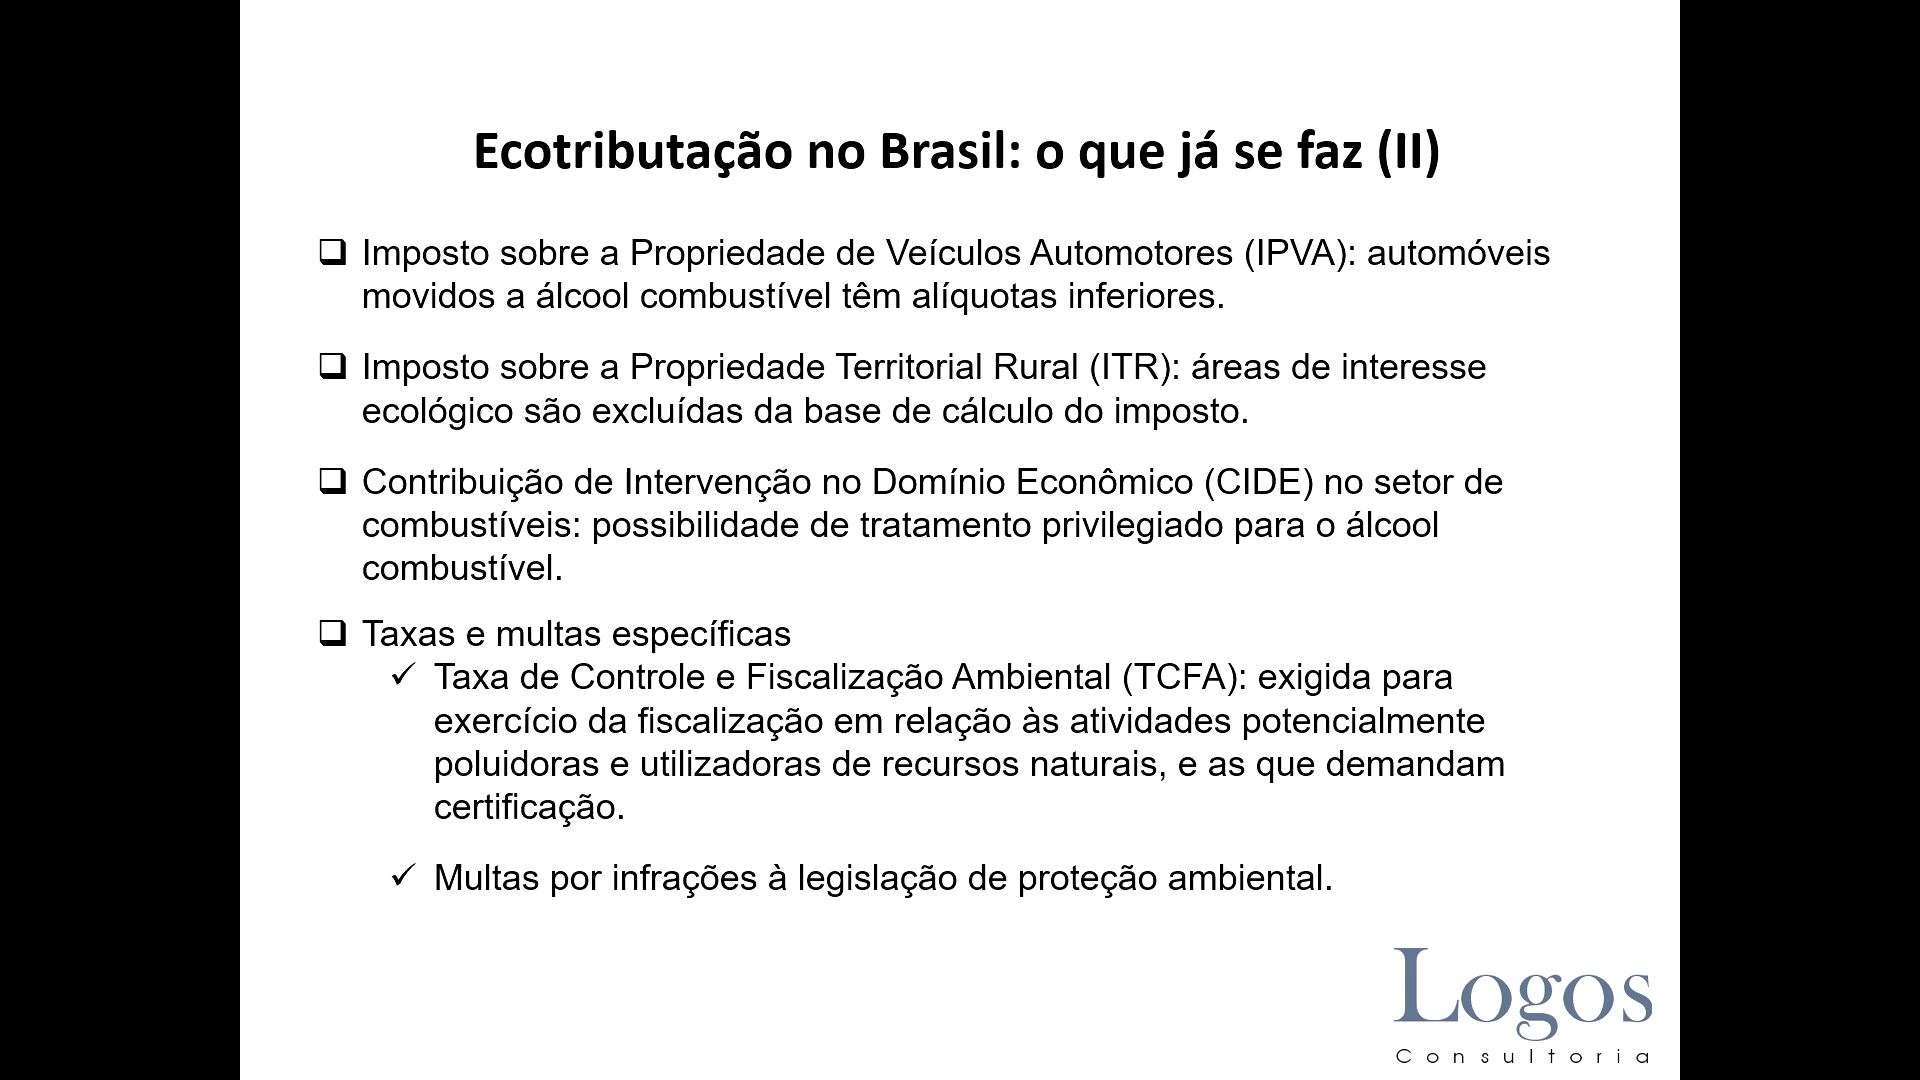 Ecotributação no Brasil: o que já se faz (II)
Imposto sobre a Propriedade de Veículos Automotores (IPVA): automóveis
movidos a álcool combustível têm alíquotas inferiores.
Imposto sobre a Propriedade Territorial Rural (ITR): áreas de interesse
ecológico são excluídas da base de cálculo do imposto.
Contribuição de Intervenção no Domínio Econômico (CIDE) no setor de
combustíveis: possibilidade de tratamento privilegiado para o álcool
combustível.
Taxas e multas específicas
Taxa de Controle e Fiscalização Ambiental (TCFA): exigida para
exercício da fiscalização em relação às atividades potencialmente
poluidoras e utilizadoras de recursos naturais, e as que demandam
certificação.
Multas por infrações à legislação de proteção ambiental.
Logos
Consultoria